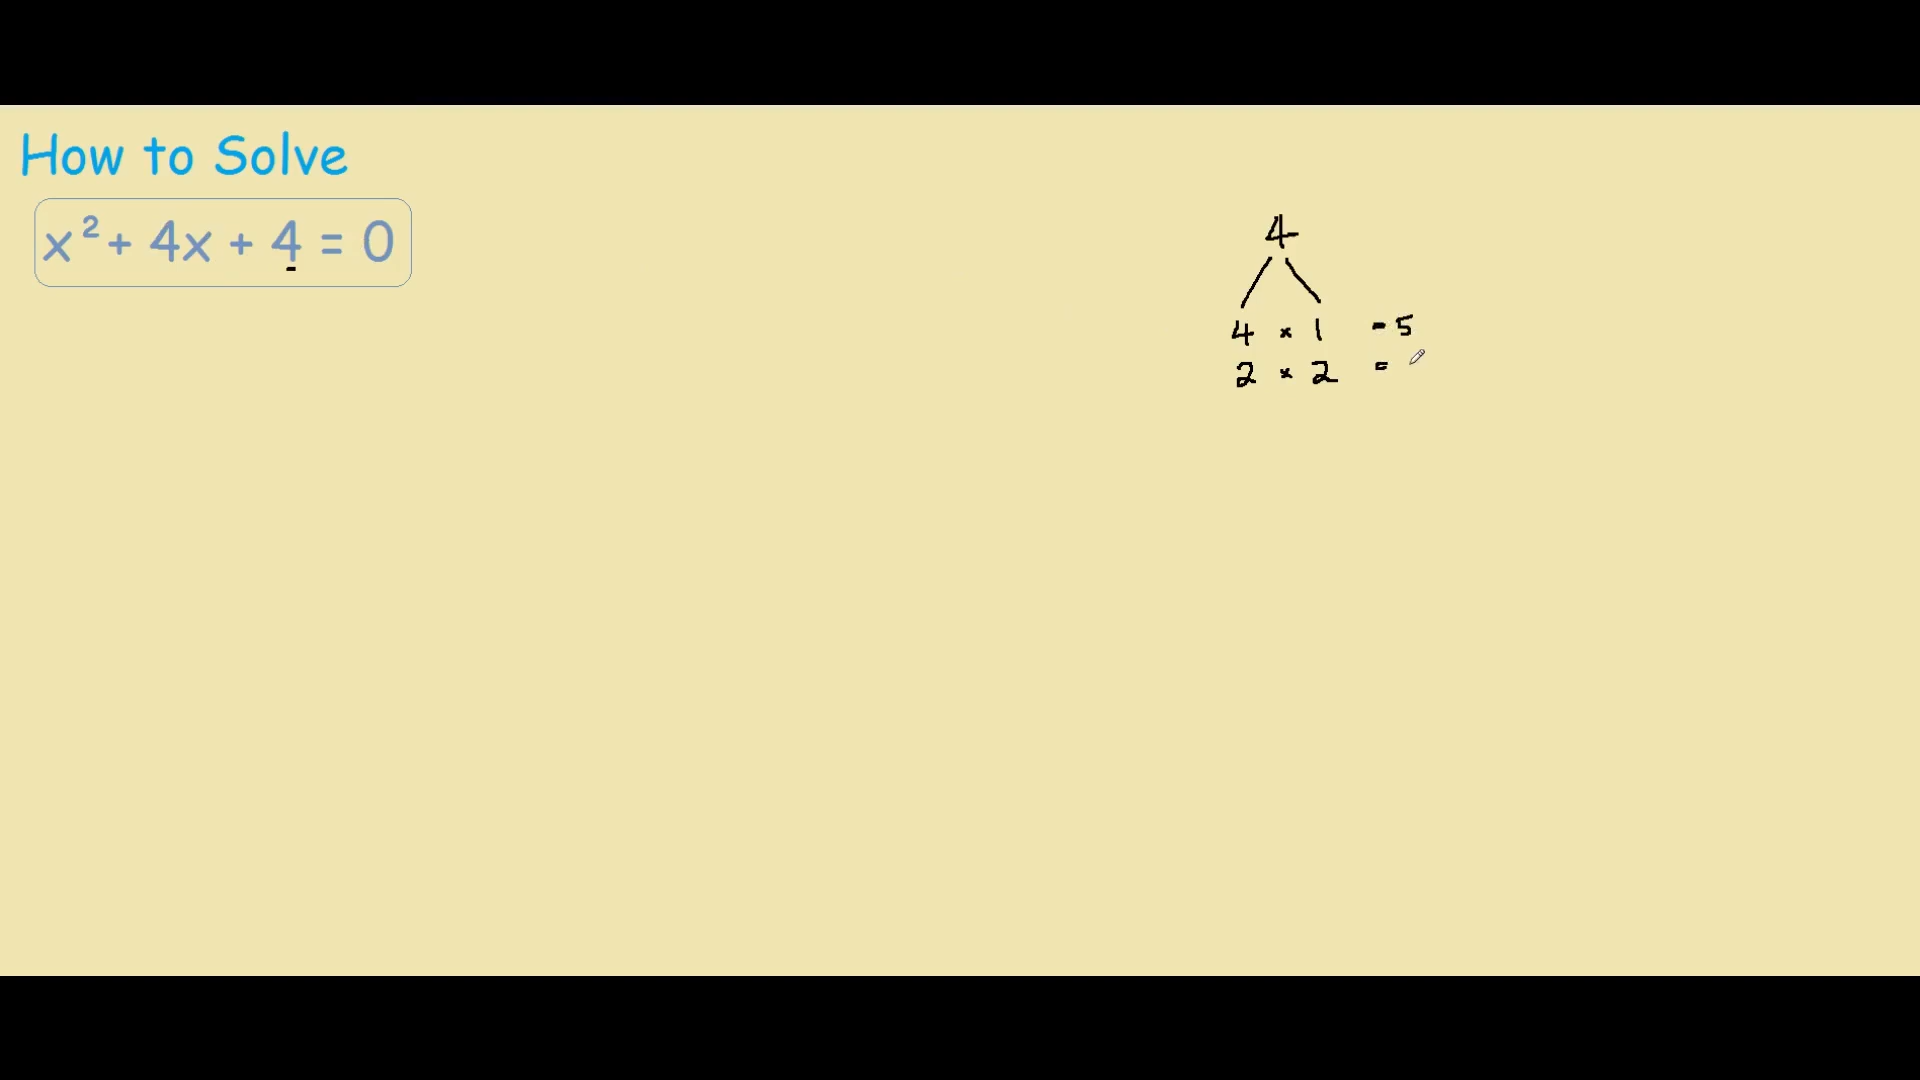 How to Solve
x² + 4x + 4 = 0
4
4 × 1 = 5
2 × 2 =